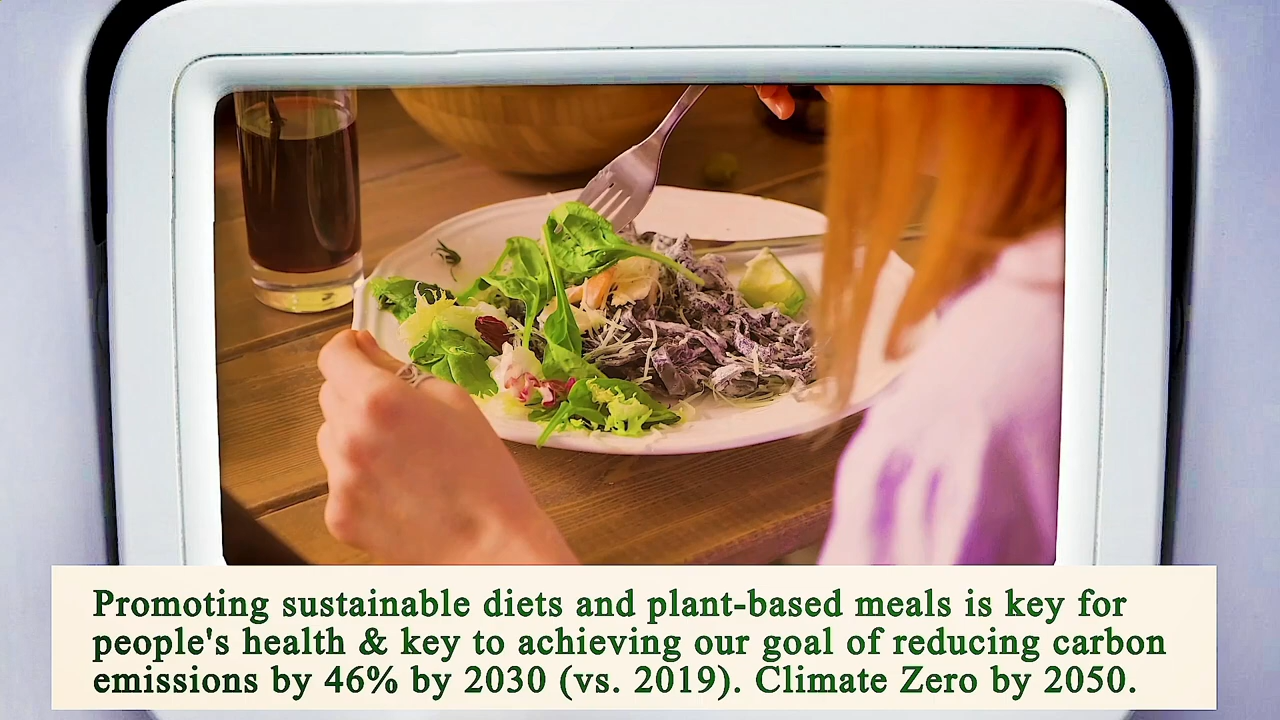 Promoting sustainable diets and plant-based meals is key for
people's health & key to achieving our goal of reducing carbon
emissions by 46% by 2030 (vs. 2019). Climate Zero by 2050.